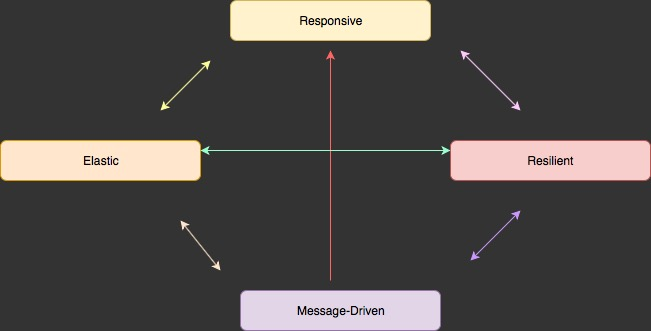 Responsive
Elastic
Resilient
Message-Driven